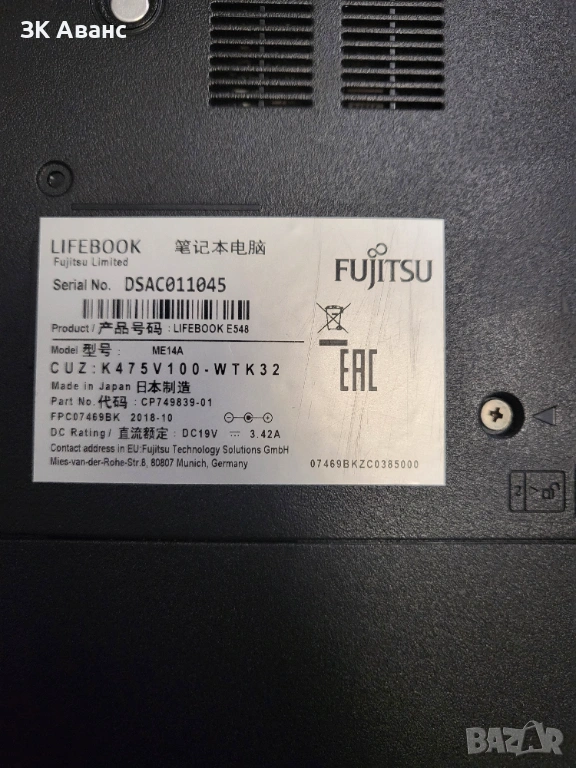 ЗК Аванс
LIFEBOOK 笔记本电脑
Fujitsu Limited
FUJITSU
Serial No. DSAC011045
Product / 产品号码 : LIFEBOOK E548
Model 型号 : ME14A
CUZ:K475V100-WTK32
EAC
Made in Japan 日本制造
Part No. 代码 : CP749839-01
FPC07469BK 2018-10
DC Rating / 直流额定 : DC19V 3.42A
Contact address in EU:Fujitsu Technology Solutions GmbH
Mies-van-der-Rohe-Str.8, 80807 Munich, Germany
07469BKZC0385000
BAZAR